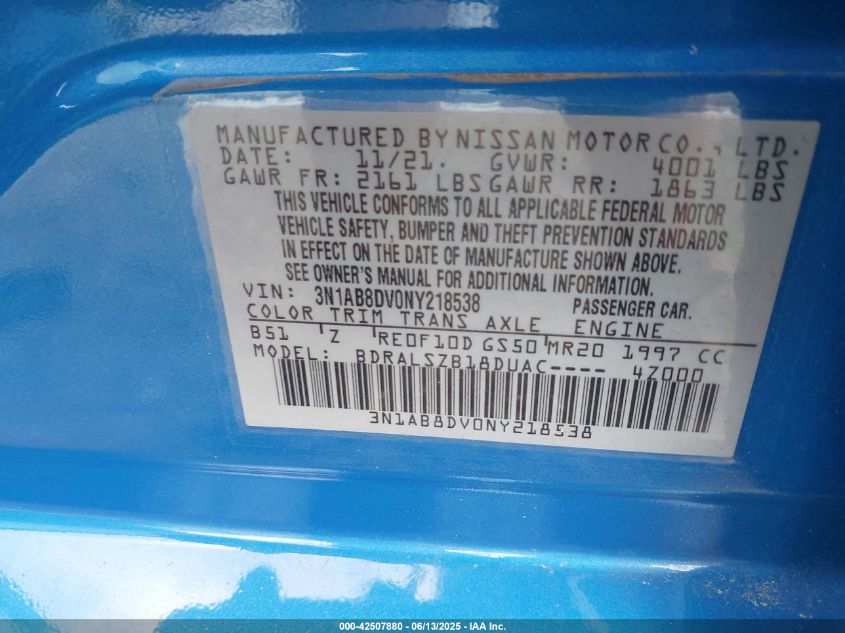 MANUFACTURED BY NISSAN MOTOR CO., LTD.
DATE: 11/21. GVWR: 4001 LBS
GAWR FR: 2161 LBS GAWR RR: 1863 LBS
THIS VEHICLE CONFORMS TO ALL APPLICABLE FEDERAL MOTOR
VEHICLE SAFETY, BUMPER AND THEFT PREVENTION STANDARDS
IN EFFECT ON THE DATE OF MANUFACTURE SHOWN ABOVE.
SEE OWNER'S MANUAL FOR ADDITIONAL INFORMATION.
VIN: 3N1AB8DV0NY218538 PASSENGER CAR.
COLOR TRIM TRANS AXLE ENGINE
B51 Z RE0F10D GS50 MR20 1997 CC
MODEL: BDRALSZB18DUAC---- 4Z000
3N1AB8DV0NY218538
000-42507880 - 06/13/2025 - IAA Inc.